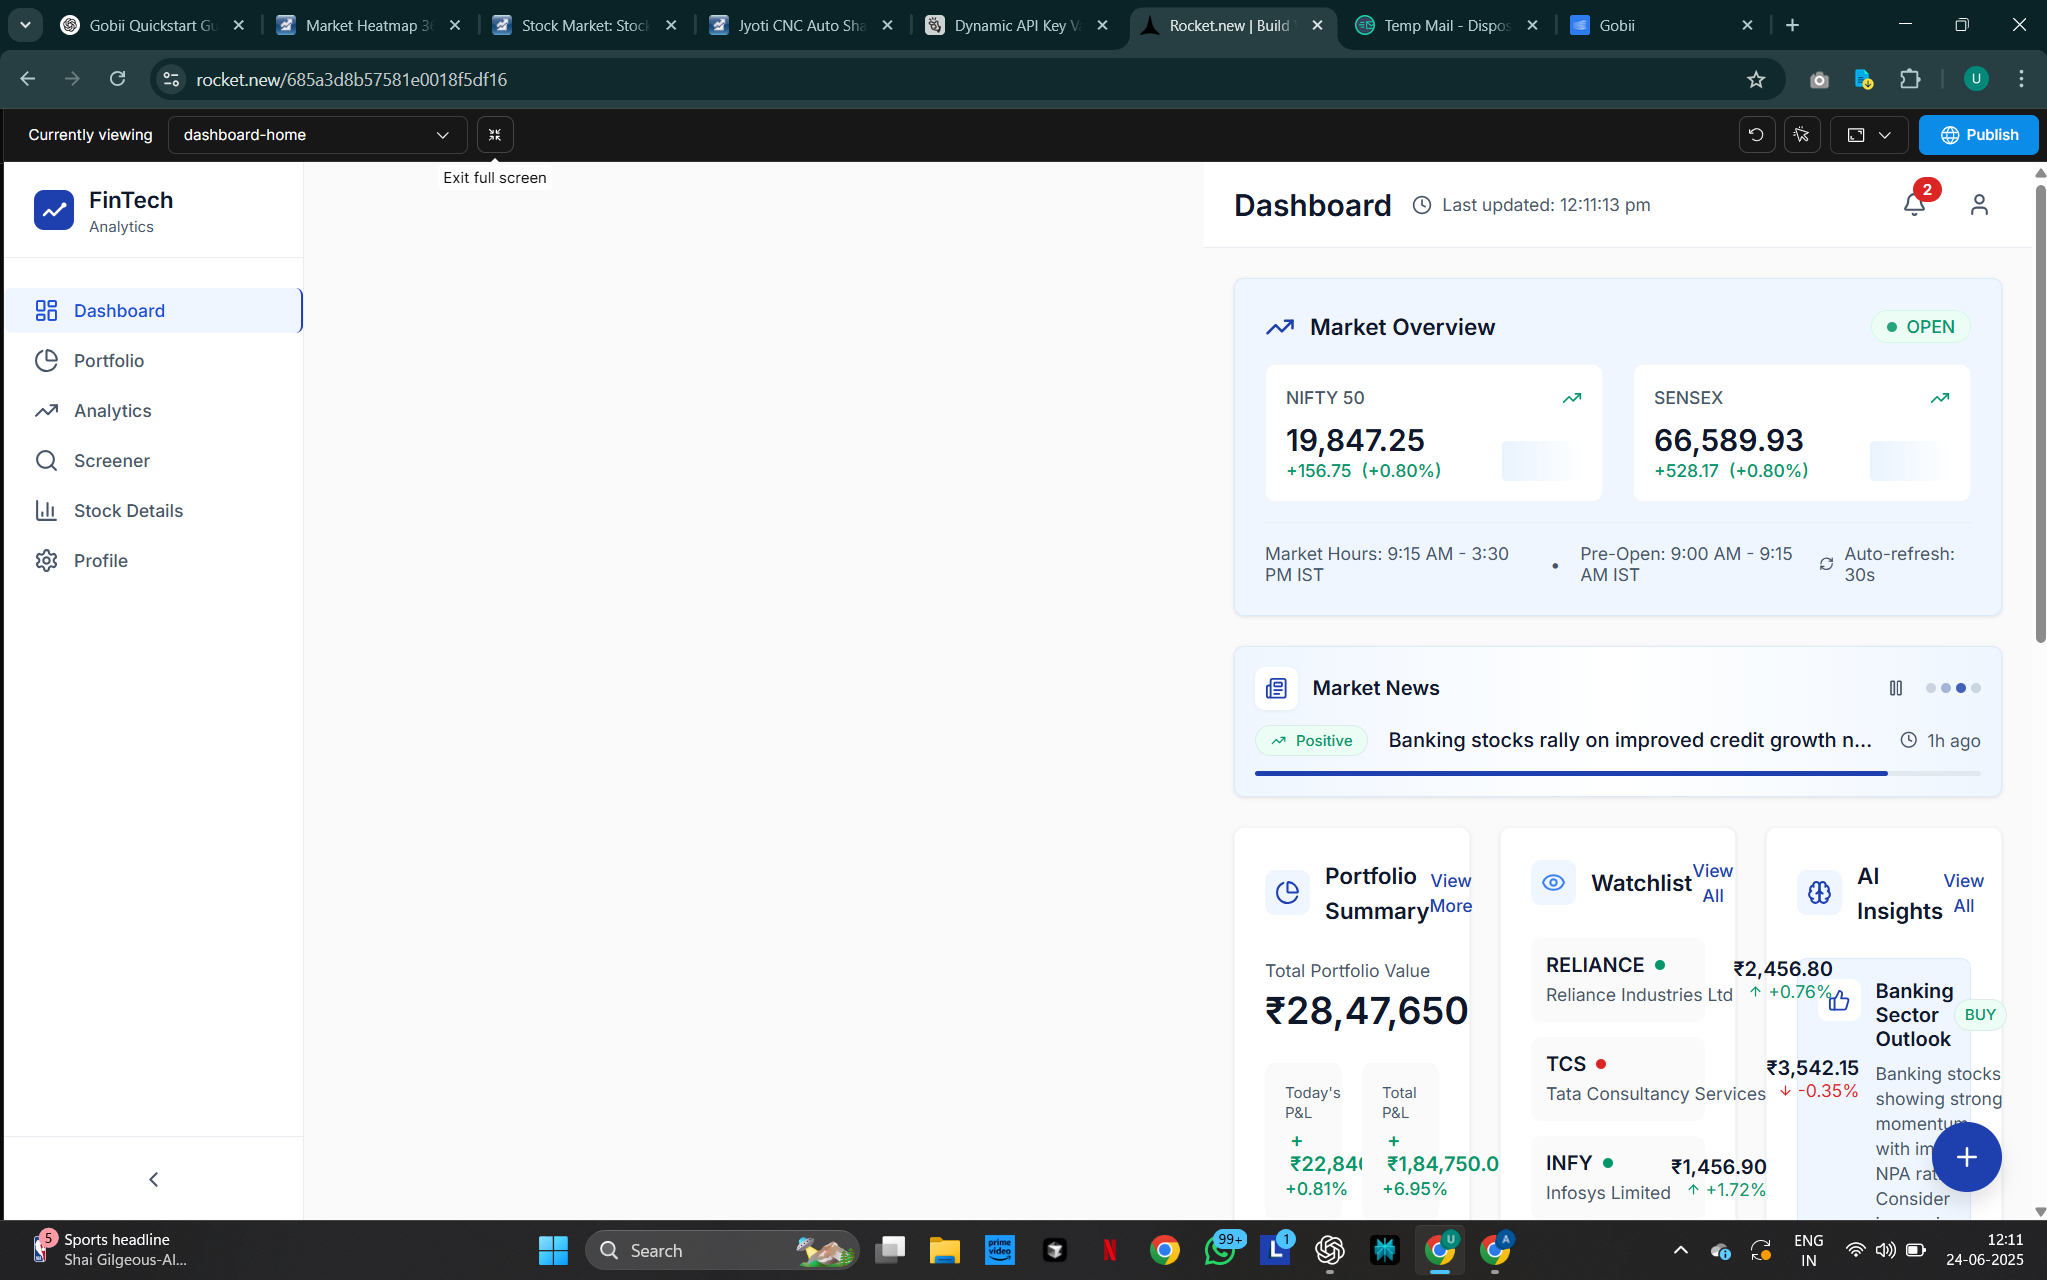 Gobii Quickstart Gu
Market Heatmap 36
Stock Market: Stock
Jyoti CNC Auto Sha
Dynamic API Key V
Rocket.new | Build
Temp Mail - Dispos
Gobii
rocket.new/685a3d8b57581e0018f5df16
U
Currently viewing
dashboard-home
Publish
Exit full screen
FinTech
Analytics
Dashboard
Portfolio
Analytics
Screener
Stock Details
Profile
Dashboard
Last updated: 12:11:13 pm
2
Market Overview
OPEN
NIFTY 50
19,847.25
+156.75 (+0.80%)
SENSEX
66,589.93
+528.17 (+0.80%)
Market Hours: 9:15 AM - 3:30
PM IST
•
Pre-Open: 9:00 AM - 9:15
AM IST
Auto-refresh:
30s
Market News
Positive
Banking stocks rally on improved credit growth n...
1h ago
Portfolio
Summary
View
More
Total Portfolio Value
₹28,47,650
Today's
P&L
+
₹22,840
+0.81%
Total
P&L
+
₹1,84,750.0
+6.95%
Watchlist
View
All
RELIANCE
Reliance Industries Ltd
₹2,456.80
↑ +0.76%
TCS
Tata Consultancy Services
₹3,542.15
↓ -0.35%
INFY
Infosys Limited
₹1,456.90
↑ +1.72%
AI
Insights
View
All
Banking
Sector
Outlook
BUY
Banking stocks
showing strong
momentum
with im
NPA rat
Consider
5
Sports headline
Shai Gilgeous-Al...
Search
prime
video
N
99+
L
1
U
A
ENG
IN
12:11
24-06-2025